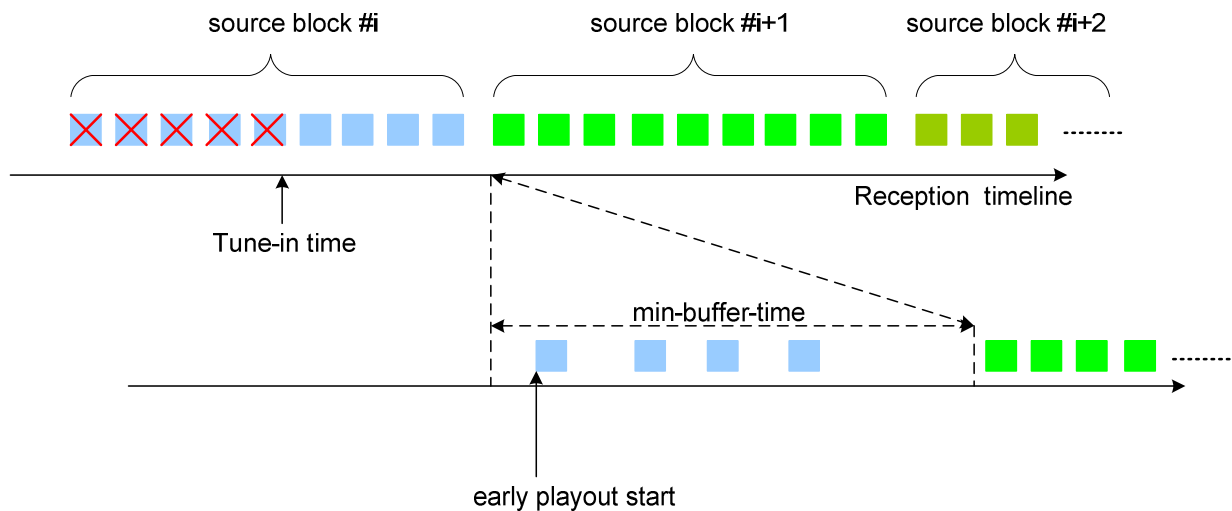 source block #i
source block #i+1
source block #i+2
Reception timeline
Tune-in time
min-buffer-time
early playout start